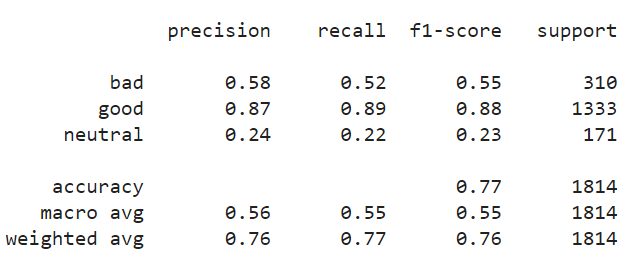 precision recall f1-score support
bad 0.58 0.52 0.55 310
good 0.87 0.89 0.88 1333
neutral 0.24 0.22 0.23 171
accuracy 0.77 1814
macro avg 0.56 0.55 0.55 1814
weighted avg 0.76 0.77 0.76 1814